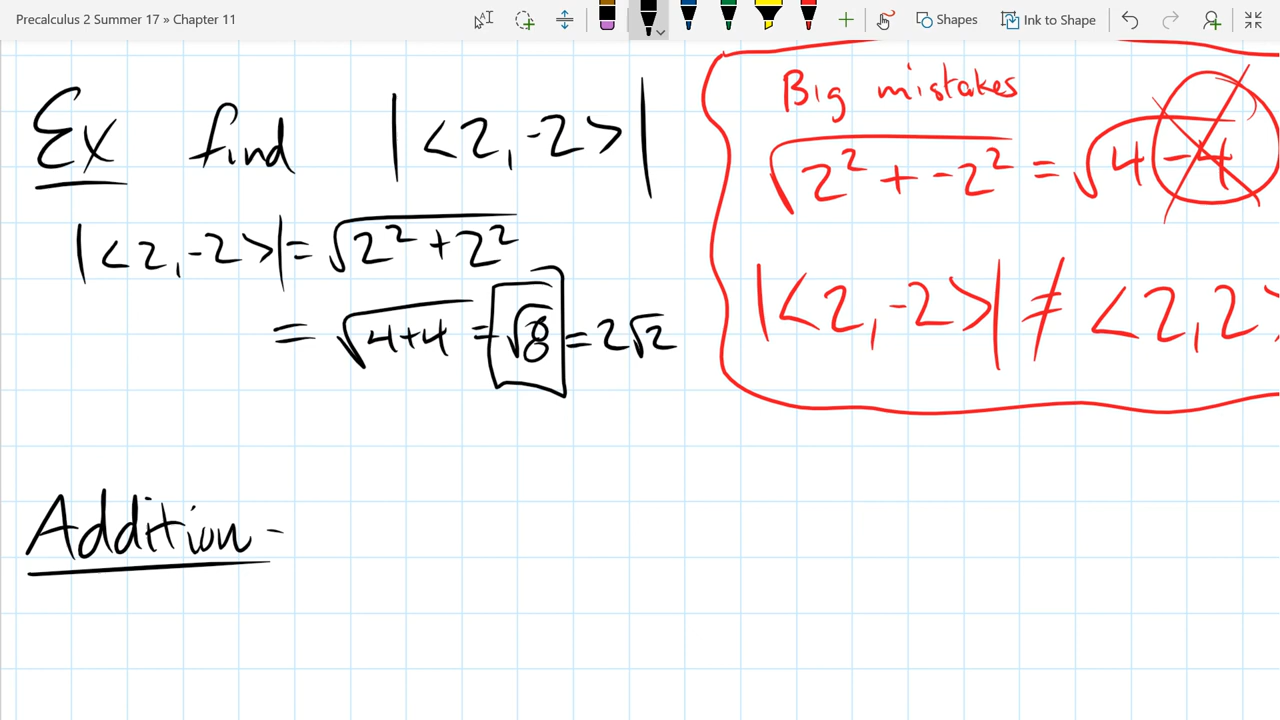 Precalculus 2 Summer 17 » Chapter 11
Shapes
Ink to Shape
Ex find |<2,-2>|
|<2,-2>|= √2² + 2²
= √4+4 = √8 = 2√2
Big mistakes
√2² + -2² = √4 -4
|<2,-2>| ≠ <2,2>
Addition -